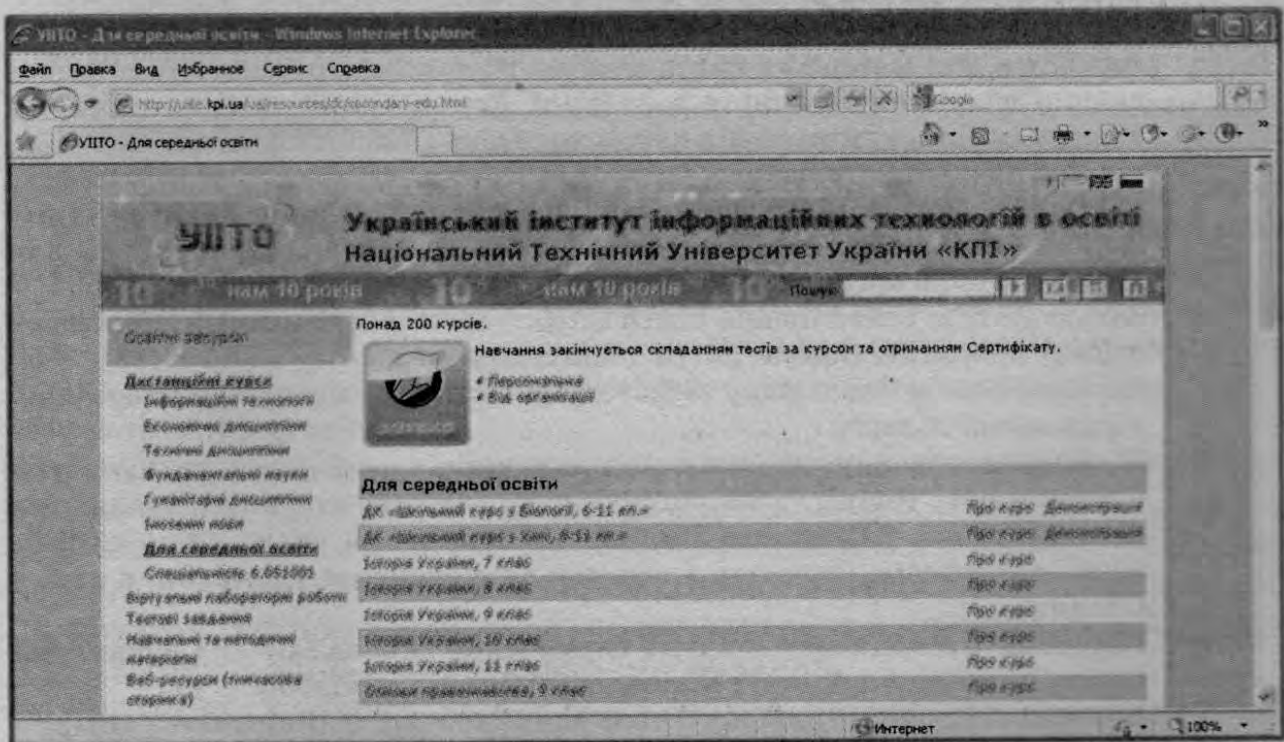 УІІТО - Для середньої освіти - Windows Internet Explorer
Файл Правка Вид Избранное Сервис Справка
http://uiite.kpi.ua/ua/resources/dc/secondary-edu.html
Google
УІІТО - Для середньої освіти
УІІТО
Український інститут інформаційних технологій в освіті
Національний Технічний Університет України «КПІ»
нам 10 років нам 10 років Пошук
Освітні ресурси
Понад 200 курсів.
Навчання закінчується складанням тестів за курсом та отриманням Сертифікату.
• Персональна
• Від організації
Дистанційні курси
Інформаційні технології
Економічні дисципліни
Технічні дисципліни
Фундаментальні науки
Гуманітарні дисципліни
Іноземні мови
Для середньої освіти
Спеціальність 6.051001
Віртуальні лабораторні роботи
Тестові завдання
Навчальні та методичні
матеріали
Веб-ресурси (тимчасова
сторінка)
Для середньої освіти
ДК «Шкільний курс з Біології, 6-11 кл.» Про курс Демонстрація
ДК «Шкільний курс з Хімії, 8-11 кл.» Про курс Демонстрація
Історія України, 7 клас Про курс
Історія України, 8 клас Про курс
Історія України, 9 клас Про курс
Історія України, 10 клас Про курс
Історія України, 11 клас Про курс
Основи правознавства, 9 клас Про курс
Интернет 100%